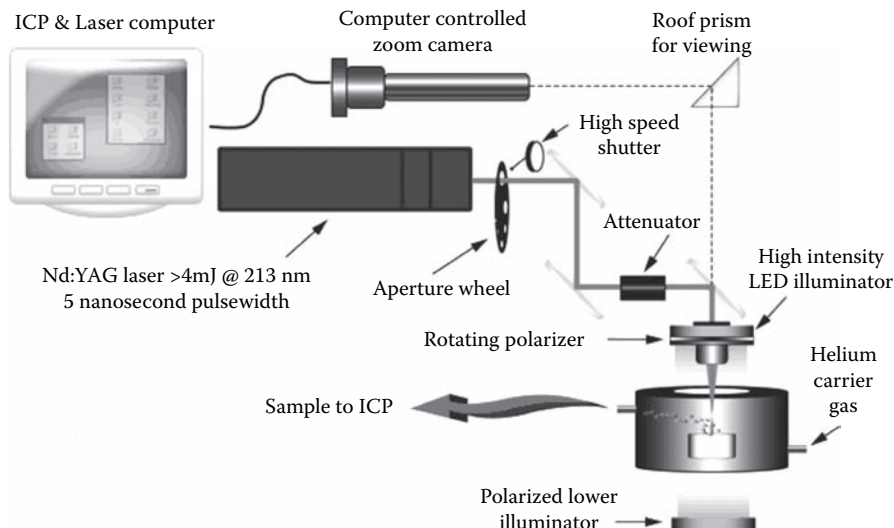 ICP & Laser computer
Computer controlled
zoom camera
Roof prism
for viewing
High speed
shutter
Attenuator
High intensity
LED illuminator
Nd:YAG laser >4mJ @ 213 nm
5 nanosecond pulsewidth
Aperture wheel
Rotating polarizer
Helium
carrier
gas
Sample to ICP
Polarized lower
illuminator